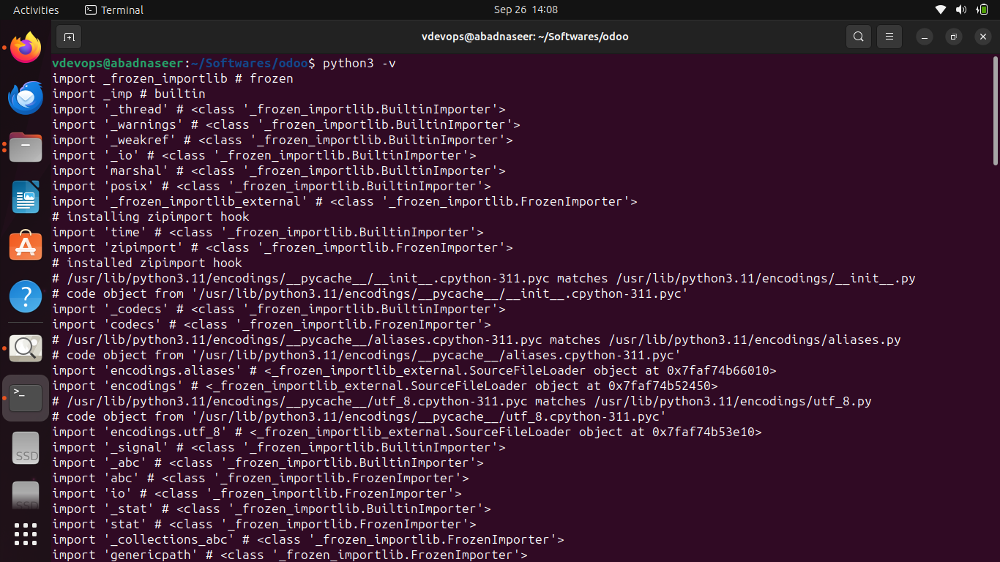 Activities
Terminal
Sep 26 14:08
vdevops@abadnaseer: ~/Softwares/odoo
vdevops@abadnaseer:~/Softwares/odoo$ python3 -v
import _frozen_importlib # frozen
import _imp # builtin
import '_thread' # <class '_frozen_importlib.BuiltinImporter'>
import '_warnings' # <class '_frozen_importlib.BuiltinImporter'>
import '_weakref' # <class '_frozen_importlib.BuiltinImporter'>
import '_io' # <class '_frozen_importlib.BuiltinImporter'>
import 'marshal' # <class '_frozen_importlib.BuiltinImporter'>
import 'posix' # <class '_frozen_importlib.BuiltinImporter'>
import '_frozen_importlib_external' # <class '_frozen_importlib.FrozenImporter'>
# installing zipimport hook
import 'time' # <class '_frozen_importlib.BuiltinImporter'>
import 'zipimport' # <class '_frozen_importlib.FrozenImporter'>
# installed zipimport hook
# /usr/lib/python3.11/encodings/__pycache__/__init__.cpython-311.pyc matches /usr/lib/python3.11/encodings/__init__.py
# code object from '/usr/lib/python3.11/encodings/__pycache__/__init__.cpython-311.pyc'
import '_codecs' # <class '_frozen_importlib.BuiltinImporter'>
import 'codecs' # <class '_frozen_importlib.FrozenImporter'>
# /usr/lib/python3.11/encodings/__pycache__/aliases.cpython-311.pyc matches /usr/lib/python3.11/encodings/aliases.py
# code object from '/usr/lib/python3.11/encodings/__pycache__/aliases.cpython-311.pyc'
import 'encodings.aliases' # <_frozen_importlib_external.SourceFileLoader object at 0x7faf74b66010>
import 'encodings' # <_frozen_importlib_external.SourceFileLoader object at 0x7faf74b52450>
# /usr/lib/python3.11/encodings/__pycache__/utf_8.cpython-311.pyc matches /usr/lib/python3.11/encodings/utf_8.py
# code object from '/usr/lib/python3.11/encodings/__pycache__/utf_8.cpython-311.pyc'
import 'encodings.utf_8' # <_frozen_importlib_external.SourceFileLoader object at 0x7faf74b53e10>
import '_signal' # <class '_frozen_importlib.BuiltinImporter'>
import '_abc' # <class '_frozen_importlib.BuiltinImporter'>
import 'abc' # <class '_frozen_importlib.FrozenImporter'>
import 'io' # <class '_frozen_importlib.FrozenImporter'>
import '_stat' # <class '_frozen_importlib.BuiltinImporter'>
import 'stat' # <class '_frozen_importlib.FrozenImporter'>
import '_collections_abc' # <class '_frozen_importlib.FrozenImporter'>
import 'genericpath' # <class '_frozen_importlib.FrozenImporter'>
SSD
SSD